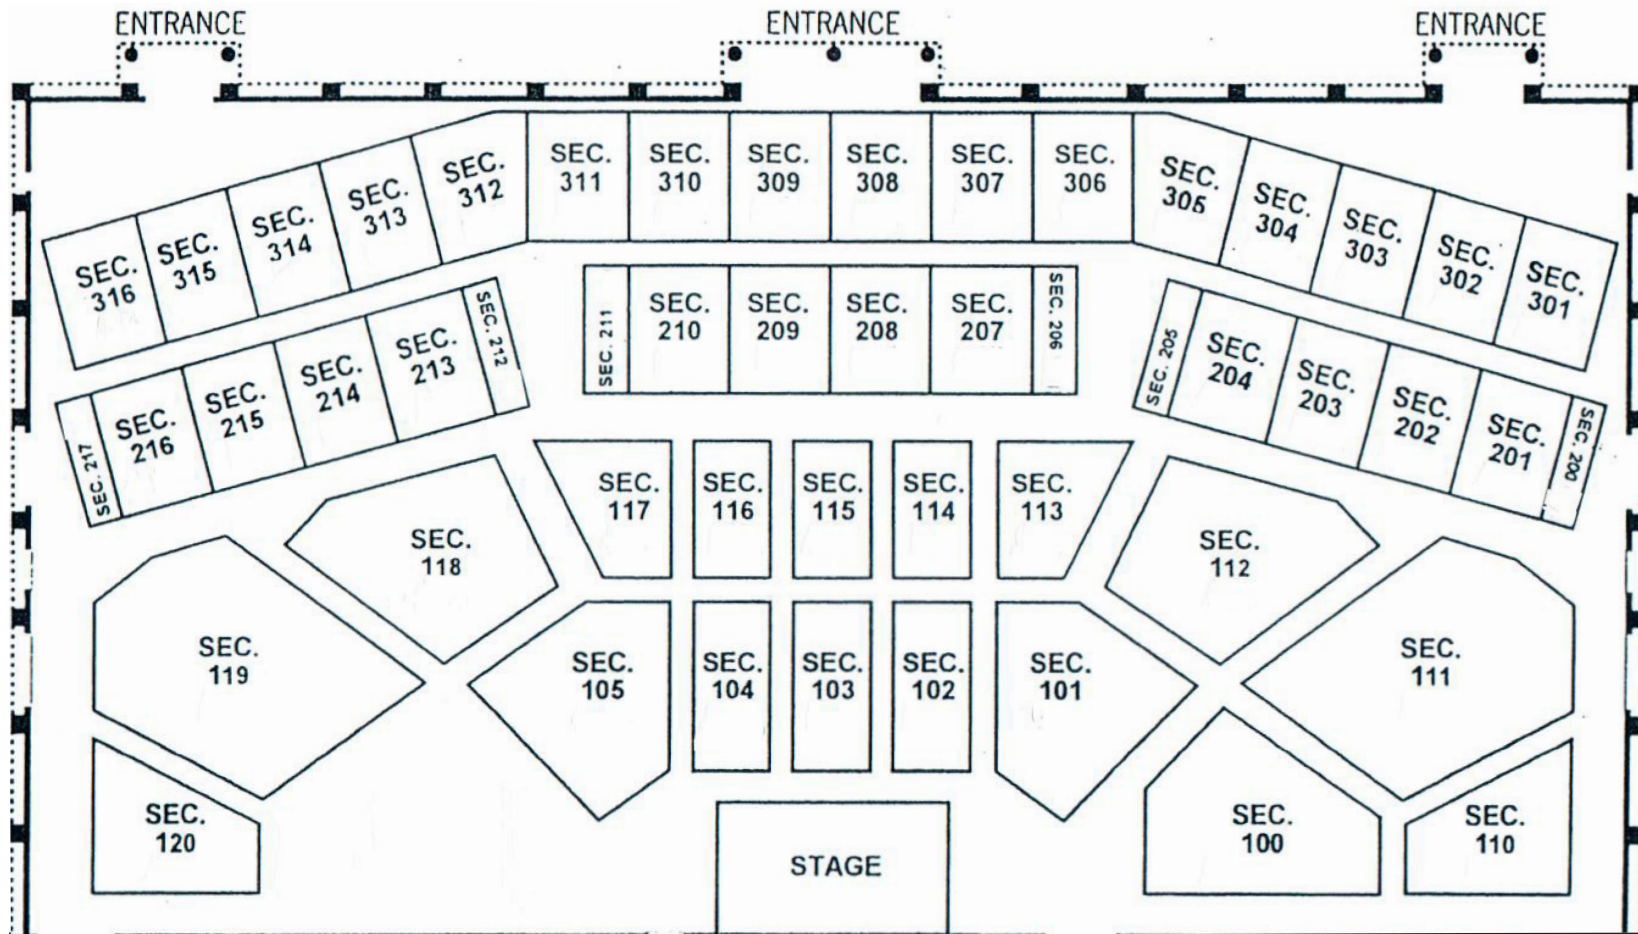 ENTRANCE
ENTRANCE
ENTRANCE
SEC.
316
SEC.
315
SEC.
314
SEC.
313
SEC.
312
SEC.
311
SEC.
310
SEC.
309
SEC.
308
SEC.
307
SEC.
306
SEC.
305
SEC.
304
SEC.
303
SEC.
302
SEC.
301
SEC. 217
SEC.
216
SEC.
215
SEC.
214
SEC.
213
SEC. 212
SEC. 211
SEC.
210
SEC.
209
SEC.
208
SEC.
207
SEC. 206
SEC. 205
SEC.
204
SEC.
203
SEC.
202
SEC.
201
SEC. 200
SEC.
119
SEC.
118
SEC.
117
SEC.
116
SEC.
115
SEC.
114
SEC.
113
SEC.
112
SEC.
111
SEC.
120
SEC.
105
SEC.
104
SEC.
103
SEC.
102
SEC.
101
SEC.
100
SEC.
110
STAGE